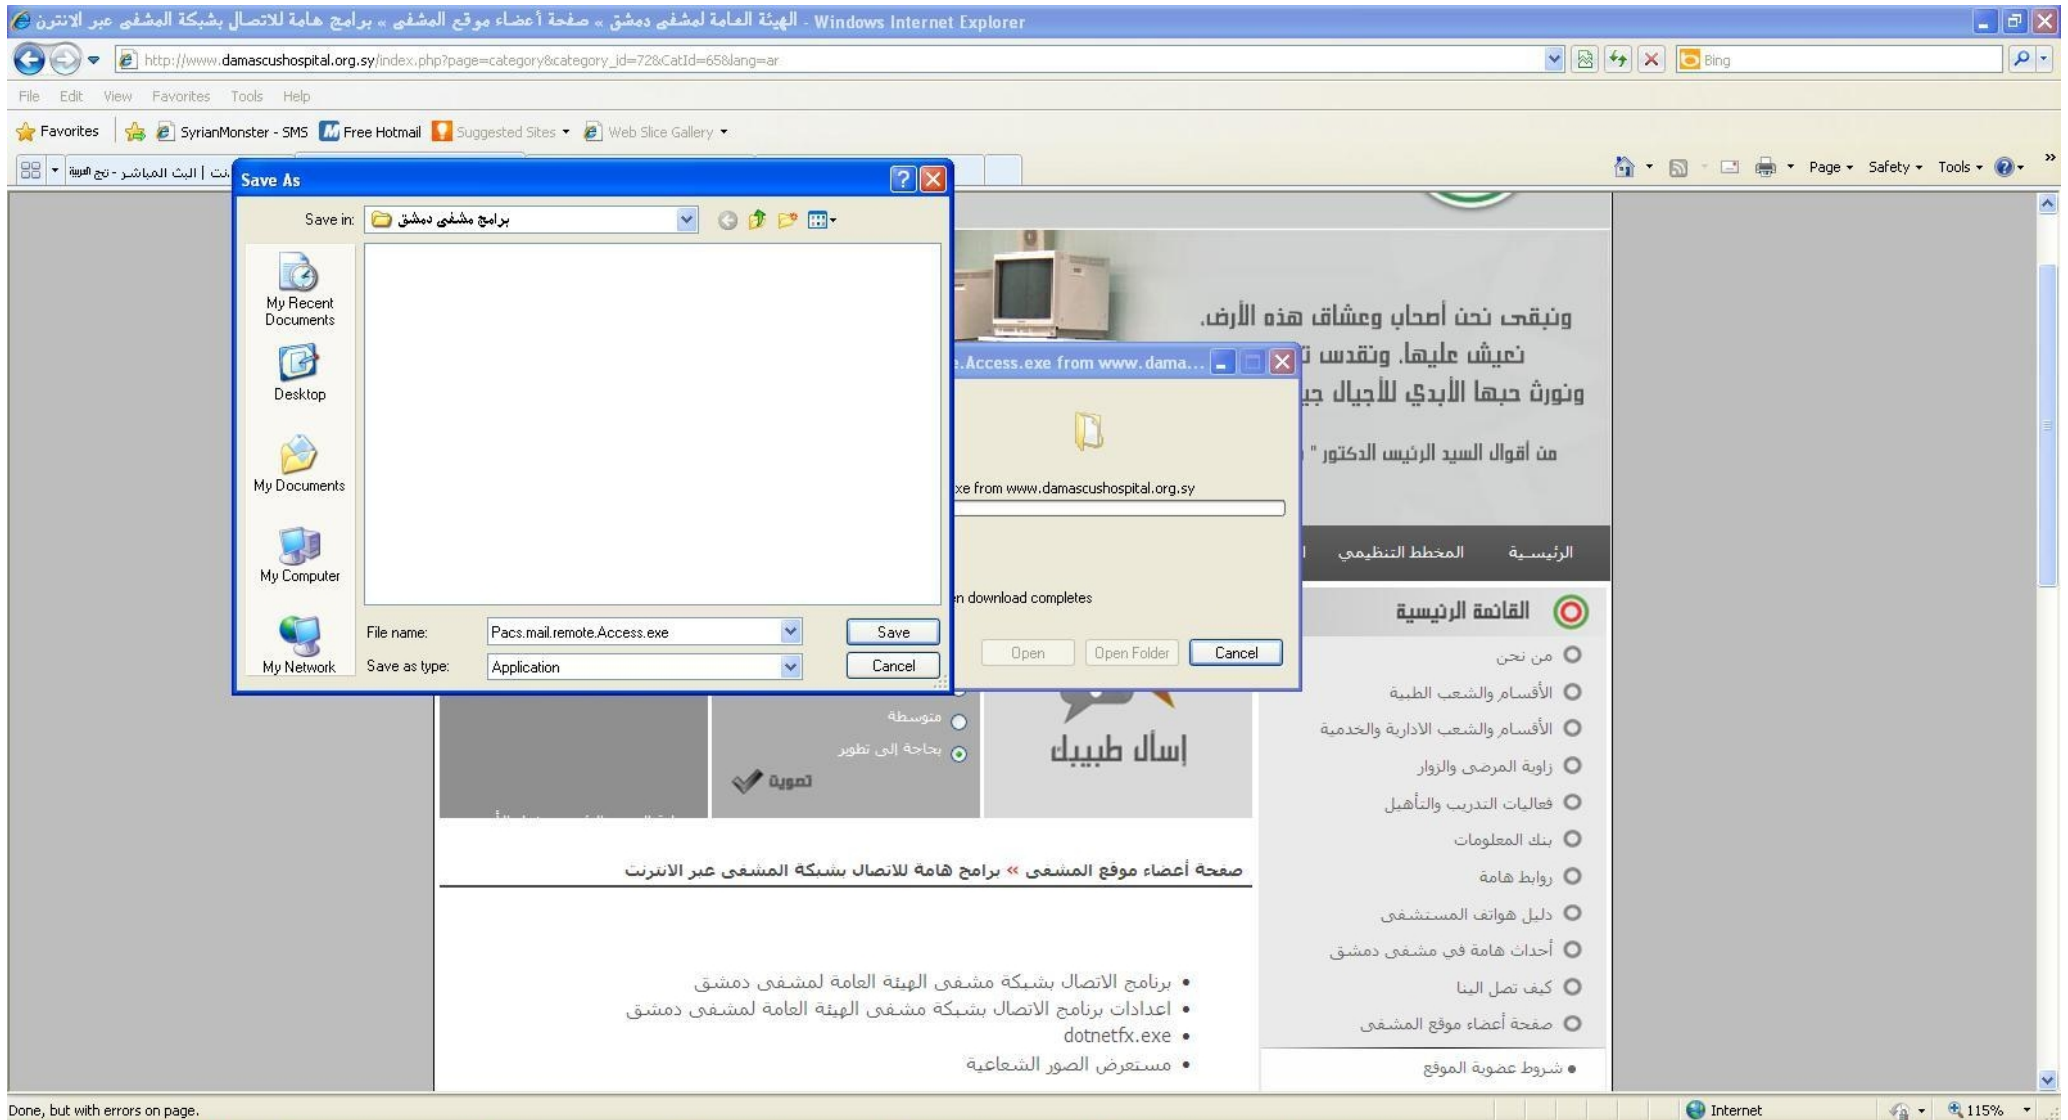 الهيئة العامة لمشفى دمشق » صفحة أعضاء موقع المشفى » برامج هامة للاتصال بشبكة المشفى عبر الانترن - Windows Internet Explorer
http://www.damascushospital.org.sy/index.php?page=category&category_id=72&CatId=65&lang=ar
Bing
File Edit View Favorites Tools Help
Favorites SyrianMonster - SMS Free Hotmail Suggested Sites Web Slice Gallery
نت | البث المباشر - تج
Page Safety Tools »
Save As
Save in: برامج مشفى دمشق
My Recent Documents
Desktop
My Documents
My Computer
My Network
File name: Pacs.mail.remote.Access.exe Save
Save as type: Application Cancel
.Access.exe from www.dama...
xe from www.damascushospital.org.sy
n download completes
Open Open Folder Cancel
ونبقى نحن أصحاب وعشاق هذه الأرض.
نعيش عليها. ونقدس
ونورث حبها الأبدي للأجيال
من أقوال السيد الرئيس الدكتور "
الرئيســية المخطط التنظيمي
القائمة الرئيسية
من نحن
الأقسام والشعب الطبية
الأقسام والشعب الادارية والخدمية
زاوية المرضى والزوار
فعاليات التدريب والتأهيل
بنك المعلومات
روابط هامة
دليل هواتف المستشفى
أحداث هامة في مشفى دمشق
كيف تصل الينا
صفحة أعضاء موقع المشفى
● شروط عضوية الموقع
متوسطة
بحاجة إلى تطوير
تصويت
إسأل طبيبك
صفحة أعضاء موقع المشفى » برامج هامة للاتصال بشبكة المشفى عبر الانترنت
• برنامج الاتصال بشبكة مشفى الهيئة العامة لمشفى دمشق
• اعدادات برنامج الاتصال بشبكة مشفى الهيئة العامة لمشفى دمشق
• dotnetfx.exe
• مستعرض الصور الشعاعية
Done, but with errors on page.
Internet
115%